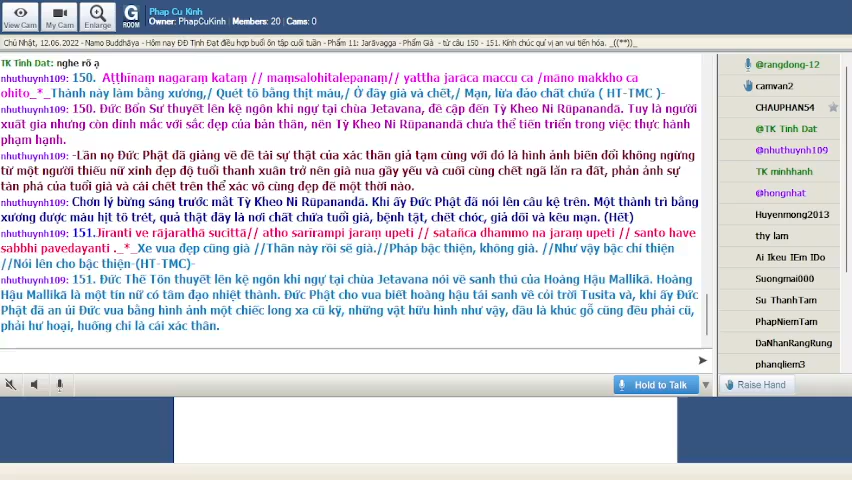 View Cam
My Cam
Enlarge
G
ROOM
Phap Cu Kinh
Owner: PhapCuKinh | Members: 20 | Cams: 0
Chủ Nhật, 12.06.2022 - Namo Buddhāya - Hôm nay ĐĐ Tịnh Đạt điều hợp buổi ôn tập cuối tuần - Phẩm 11: Jarāvagga - Phẩm Già - từ câu 150 - 151. Kính chúc quí vị an vui tiến hóa. _((**))_
TK Tinh Dat: nghe rõ ạ
nhuthuynh109: 150. Aṭṭhīnaṃ nagaraṃ kataṃ // maṃsalohitalepanaṃ// yattha jarāca maccu ca /māno makkho ca
ohito_*_Thành này làm bằng xương,/ Quét tô bằng thịt máu,/ Ở đây già và chết,/ Mạn, lừa đảo chất chứa ( HT-TMC )-
nhuthuynh109: 150. Đức Bổn Sư thuyết lên kệ ngôn khi ngự tại chùa Jetavana, đề cập đến Tỳ Kheo Ni Rūpanandā. Tuy là người
xuất gia nhưng còn dính mắc với sắc đẹp của bản thân, nên Tỳ Kheo Ni Rūpanandā chưa thể tiến triển trong việc thực hành
phạm hạnh.
nhuthuynh109: -Lần nọ Đức Phật đã giảng về đề tài sự thật của xác thân giả tạm cùng với đó là hình ảnh biến đổi không ngừng
từ một người thiếu nữ xinh đẹp độ tuổi thanh xuân trở nên già nua gầy yếu và cuối cùng chết ngã lăn ra đất, phản ảnh sự
tàn phá của tuổi già và cái chết trên thể xác vô cùng đẹp đẽ một thời nào.
nhuthuynh109: Chơn lý bừng sáng trước mắtTỳ Kheo Ni Rūpanandā. Khi ấy Đức Phật đã nói lên câu kệ trên. Một thành trì bằng
xương được máu hịt tô trét, quả thật đây là nơi chất chứa tuổi già, bệnh tật, chết chóc, giả dối và kêu mạn. (Hết)
nhuthuynh109: 151.Jīranti ve rājarathā sucittā// atho sarīrampi jaraṃ upeti // satañca dhammo na jaraṃ upeti // santo have
sabbhi pavedayanti ._*_Xe vua đẹp cũng già //Thân này rồi sẽ già.//Pháp bậc thiện, không già. //Như vậy bậc chí thiện
//Nói lên cho bậc thiện-(HT-TMC)-
nhuthuynh109: 151. Đức Thế Tôn thuyết lên kệ ngôn khi ngự tại chùa Jetacana nói về sanh thú của Hoàng Hậu Mallikā. Hoàng
Hậu Mallikā là một tín nữ có tâm đạo nhiệt thành. Đức Phật cho vua biết hoàng hậu tái sanh về cõi trời Tusita và, khi ấy Đức
Phật đã an ủi Đức vua bằng hình ảnh một chiếc long xa cũ kỹ, những vật hữu hình như vậy, dầu là khúc gỗ cũng đều phải cũ,
phải hư hoại, huống chi là cái xác thân.
@rangdong-12
camvan2
CHAUPHAN54
@TK Tinh Dat
@nhuthuynh109
TK minhhanh
@hongnhat
Huyenmong2013
thy lam
Ai Ikeu IEm IDo
Suongmai000
Su ThanhTam
PhapNiemTam
DaNhanRangRung
phanqliem3
Hold to Talk
Raise Hand